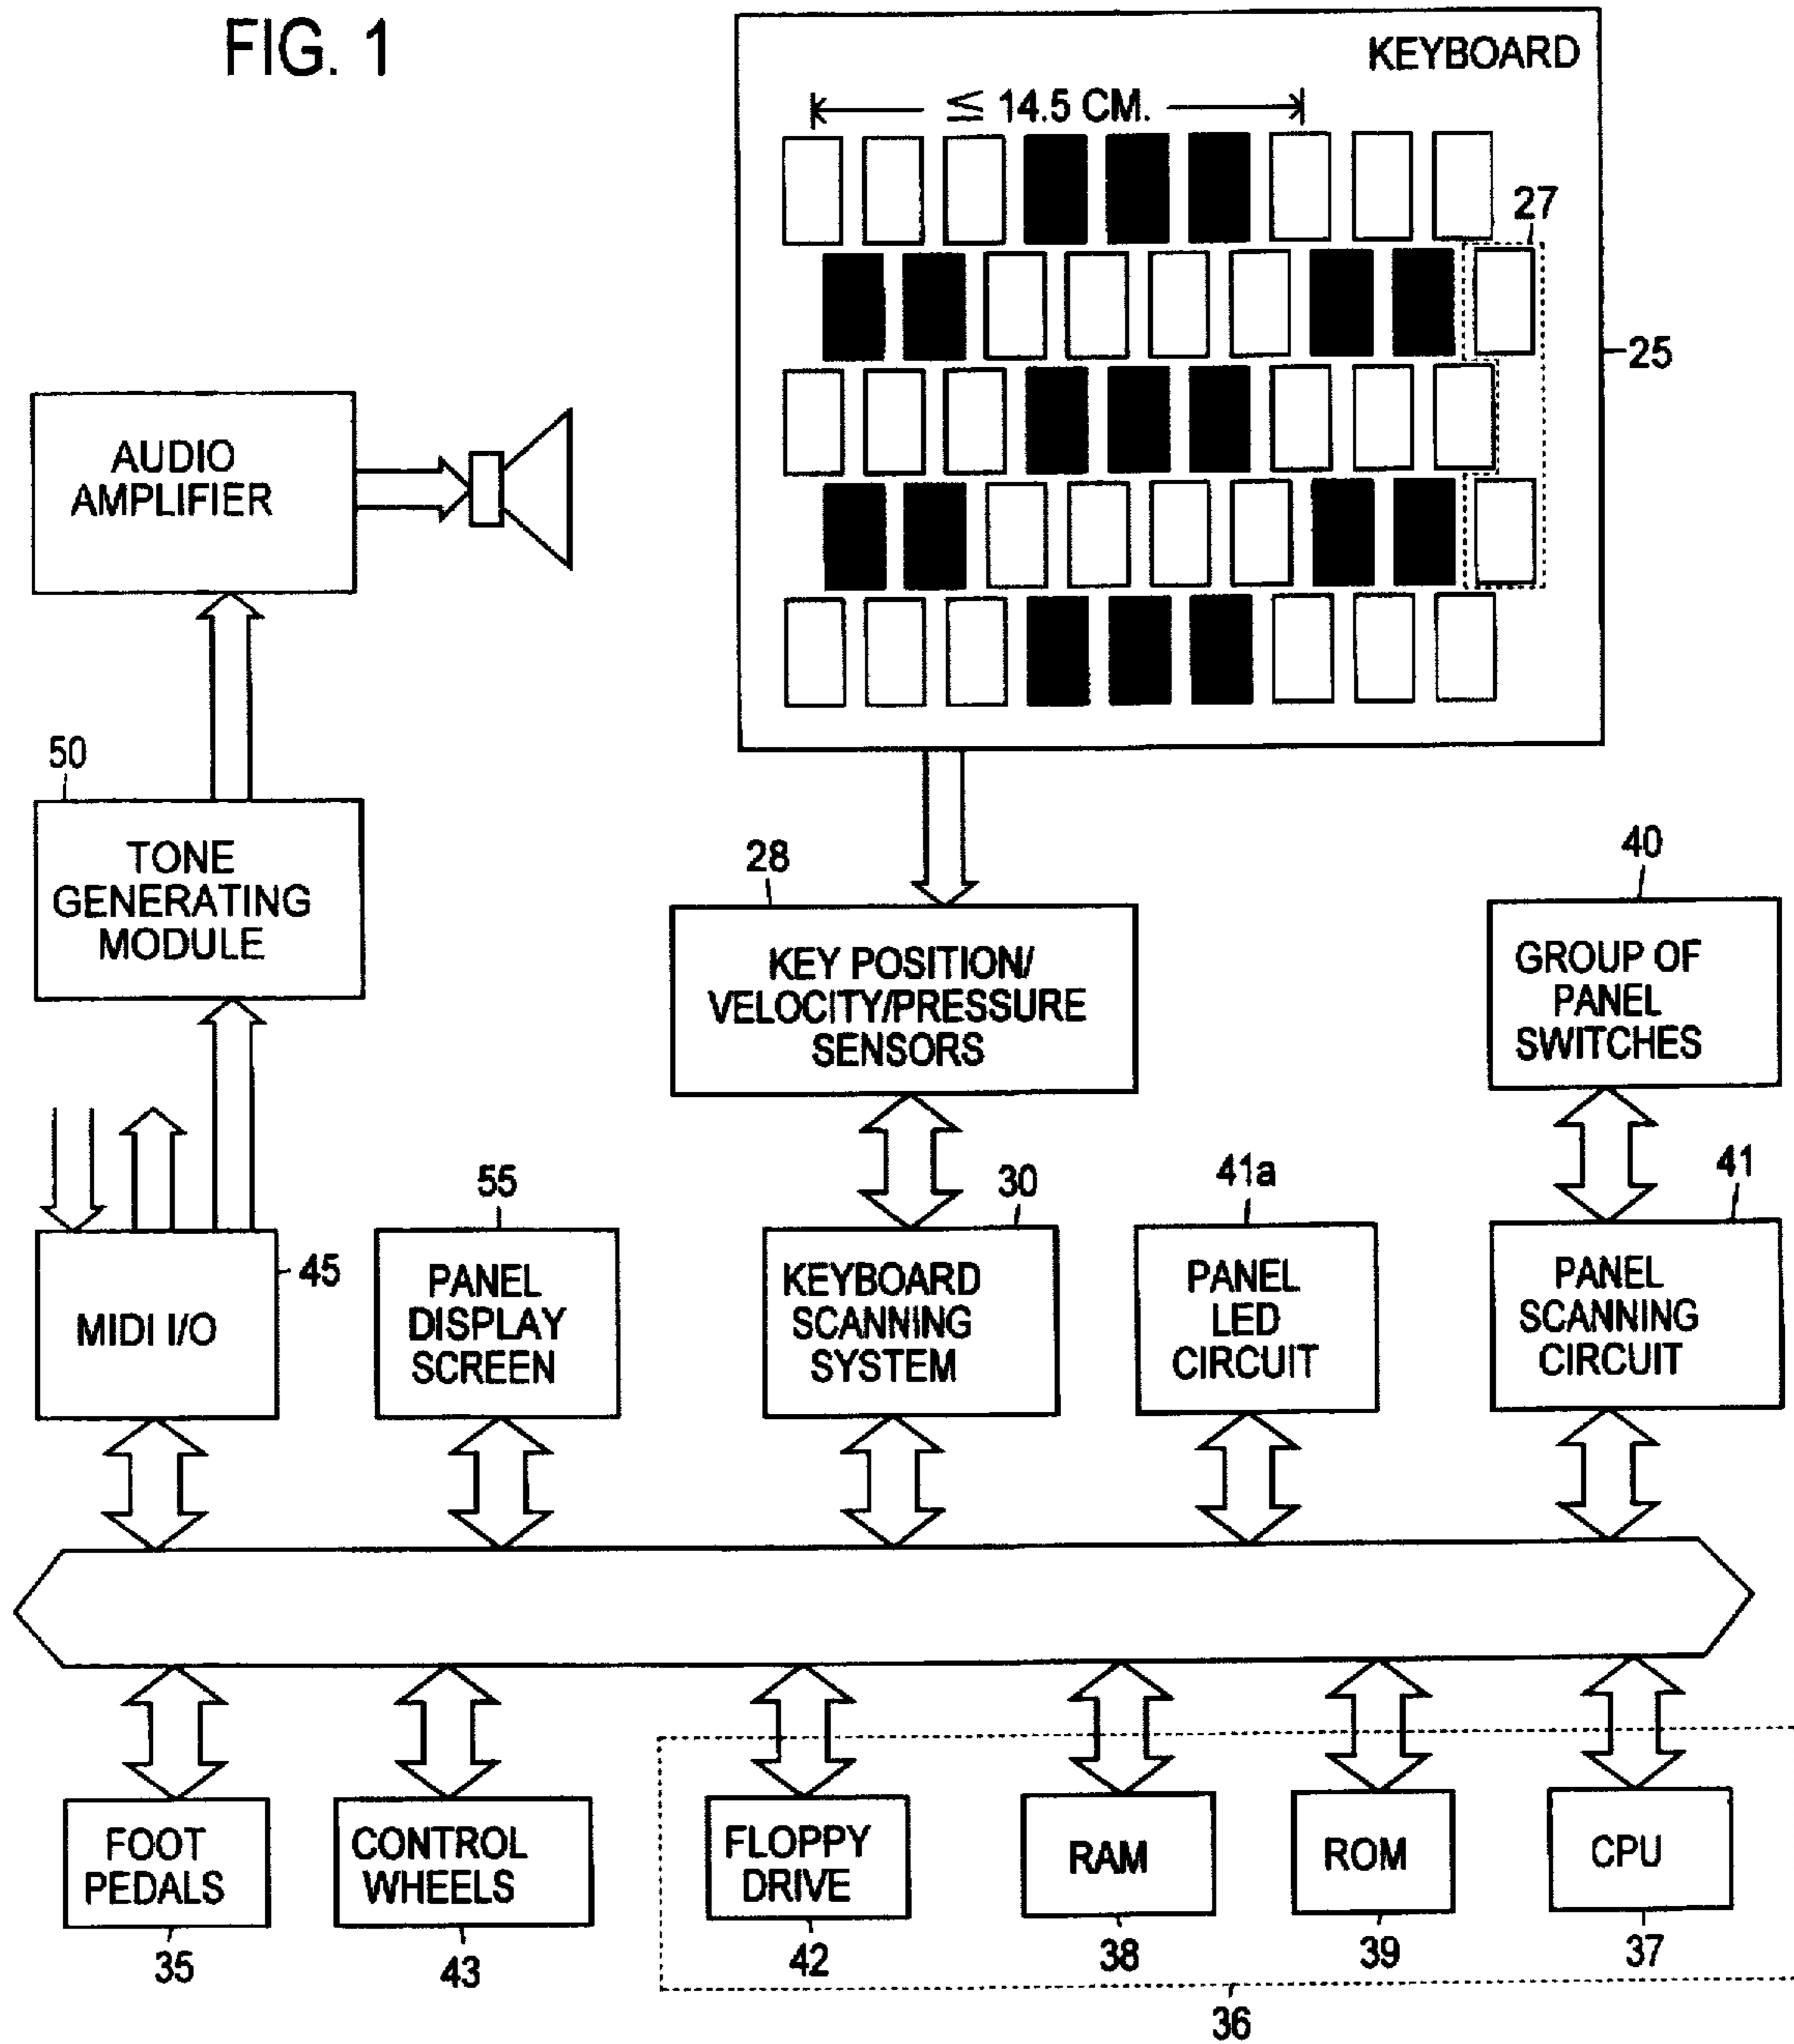 FIG. 1
KEYBOARD
≦ 14.5 CM.
27
25
AUDIO
AMPLIFIER
50
TONE
GENERATING
MODULE
28
KEY POSITION/
VELOCITY/PRESSURE
SENSORS
40
GROUP OF
PANEL
SWITCHES
45
MIDI I/O
55
PANEL
DISPLAY
SCREEN
30
KEYBOARD
SCANNING
SYSTEM
41a
PANEL
LED
CIRCUIT
41
PANEL
SCANNING
CIRCUIT
FOOT
PEDALS
35
CONTROL
WHEELS
43
FLOPPY
DRIVE
42
RAM
38
ROM
39
CPU
37
36